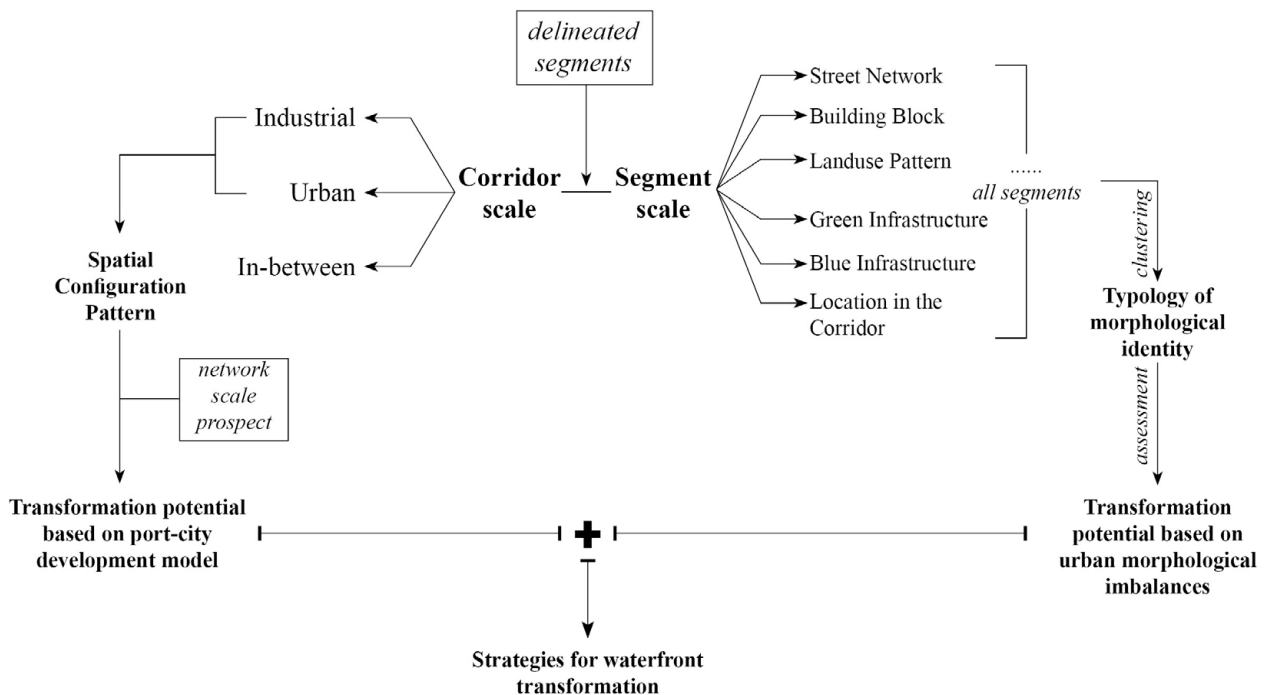 delineated
segments
Industrial
Urban
In-between
Corridor
scale
Segment
scale
Street Network
Building Block
Landuse Pattern
Green Infrastructure
Blue Infrastructure
Location in the
Corridor
......
all segments
clustering
Spatial
Configuration
Pattern
network
scale
prospect
Typology of
morphological
identity
assessment
Transformation potential
based on port-city
development model
+
Transformation
potential based on
urban morphological
imbalances
Strategies for waterfront
transformation